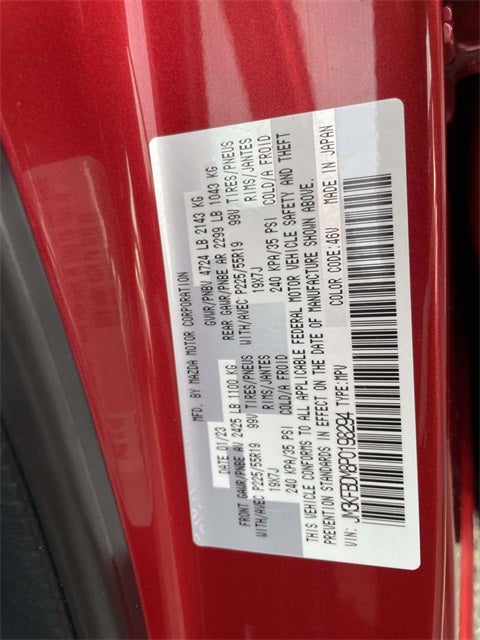 MFD. BY MAZDA MOTOR CORPORATION
DATE 01/23 GVWR/PNBV 4724 LB 2143 KG
FRONT GAWR/PNBE AV 2425 LB 1100 KG REAR GAWR/PNBE AR 2299 LB 1043 KG
WITH/AVEC P225/55R19 99V TIRES/PNEUS WITH/AVEC P225/55R19 99V TIRES/PNEUS
19X7J RIMS/JANTES 19X7J RIMS/JANTES
240 KPA/35 PSI COLD/A FROID 240 KPA/35 PSI COLD/A FROID
THIS VEHICLE CONFORMS TO ALL APPLICABLE FEDERAL MOTOR VEHICLE SAFETY AND THEFT
PREVENTION STANDARDS IN EFFECT ON THE DATE OF MANUFACTURE SHOWN ABOVE.
VIN: JM3KFBDM8P0198294 TYPE:MPV COLOR CODE:46V MADE IN JAPAN